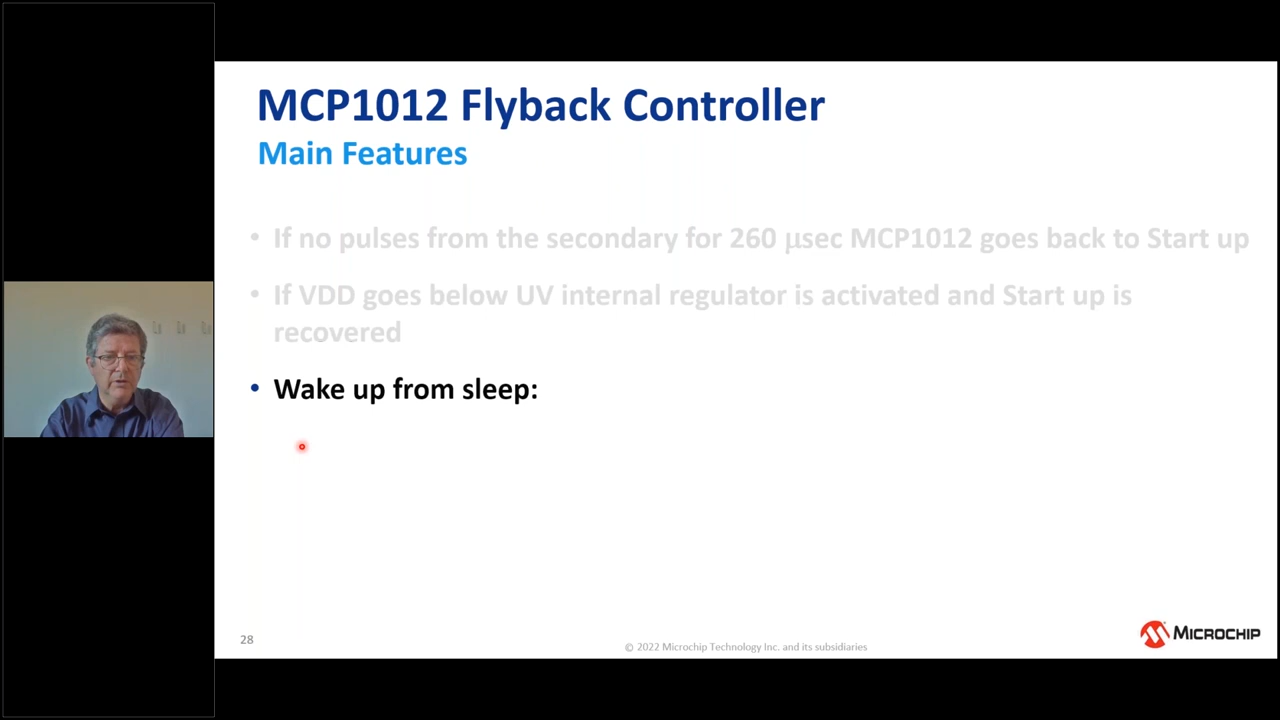 MCP1012 Flyback Controller
Main Features
• If no pulses from the secondary for 260 μsec MCP1012 goes back to Start up
• If VDD goes below UV internal regulator is activated and Start up is
recovered
• Wake up from sleep:
28
© 2022 Microchip Technology Inc. and its subsidiaries
MICROCHIP